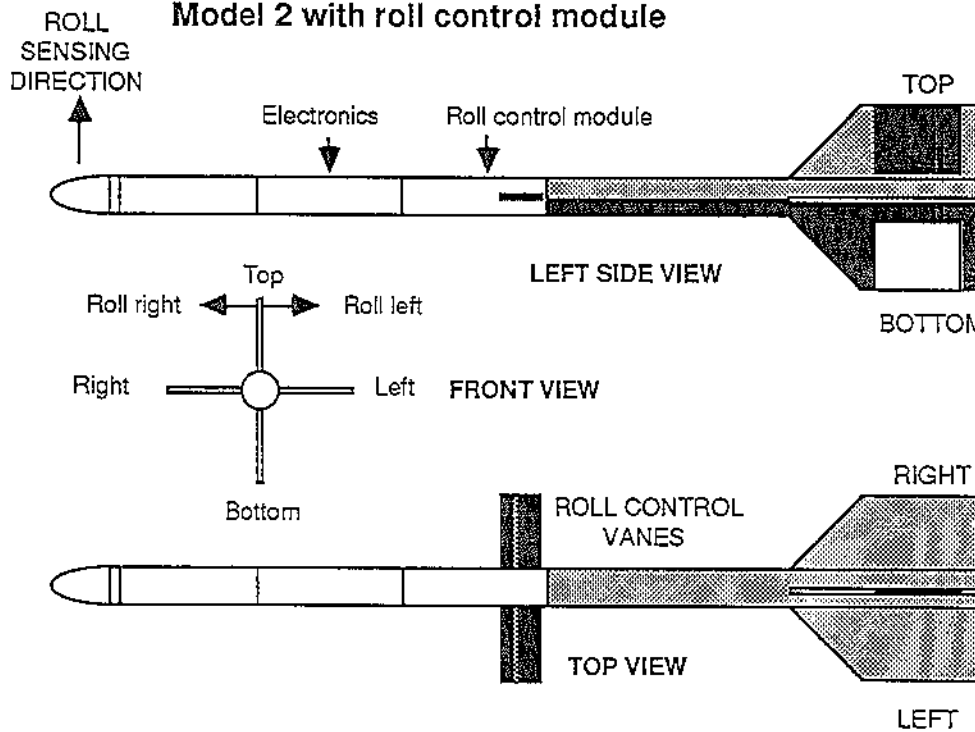 Model 2 with roll control module
ROLL
SENSING
DIRECTION
Electronics
Roll control module
TOP
LEFT SIDE VIEW
BOTTOM
Top
Roll right
Roll left
Right
Left
FRONT VIEW
Bottom
RIGHT
ROLL CONTROL
VANES
TOP VIEW
LEFT